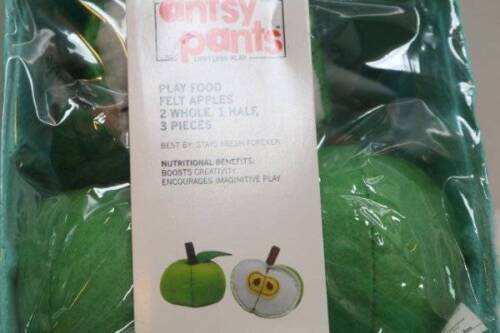 antsy
pants
LIMITLESS PLAY
PLAY FOOD
FELT APPLES
2 WHOLE, 1 HALF,
3 PIECES
BEST BY: STAYS FRESH FOREVER
NUTRITIONAL BENEFITS:
BOOSTS CREATIVITY
ENCOURAGES IMAGINITIVE PLAY